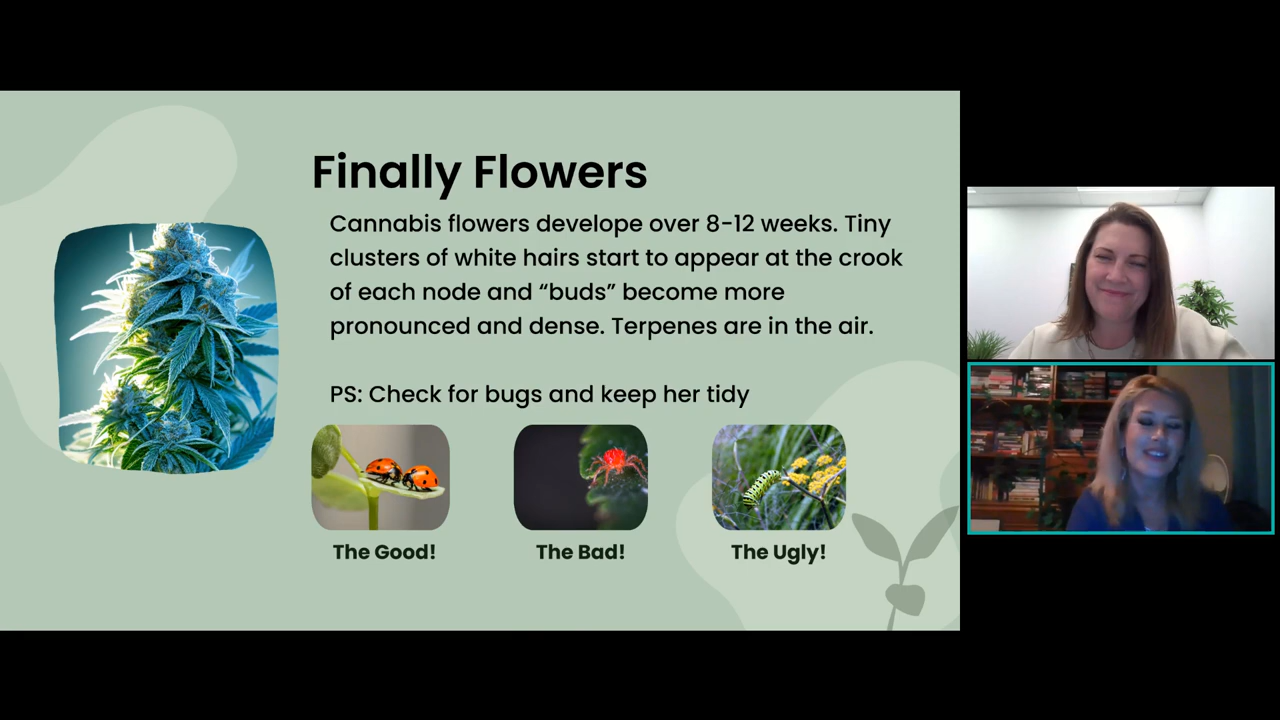 Finally Flowers
Cannabis flowers develope over 8-12 weeks. Tiny
clusters of white hairs start to appear at the crook
of each node and “buds” become more
pronounced and dense. Terpenes are in the air.
PS: Check for bugs and keep her tidy
The Good!
The Bad!
The Ugly!